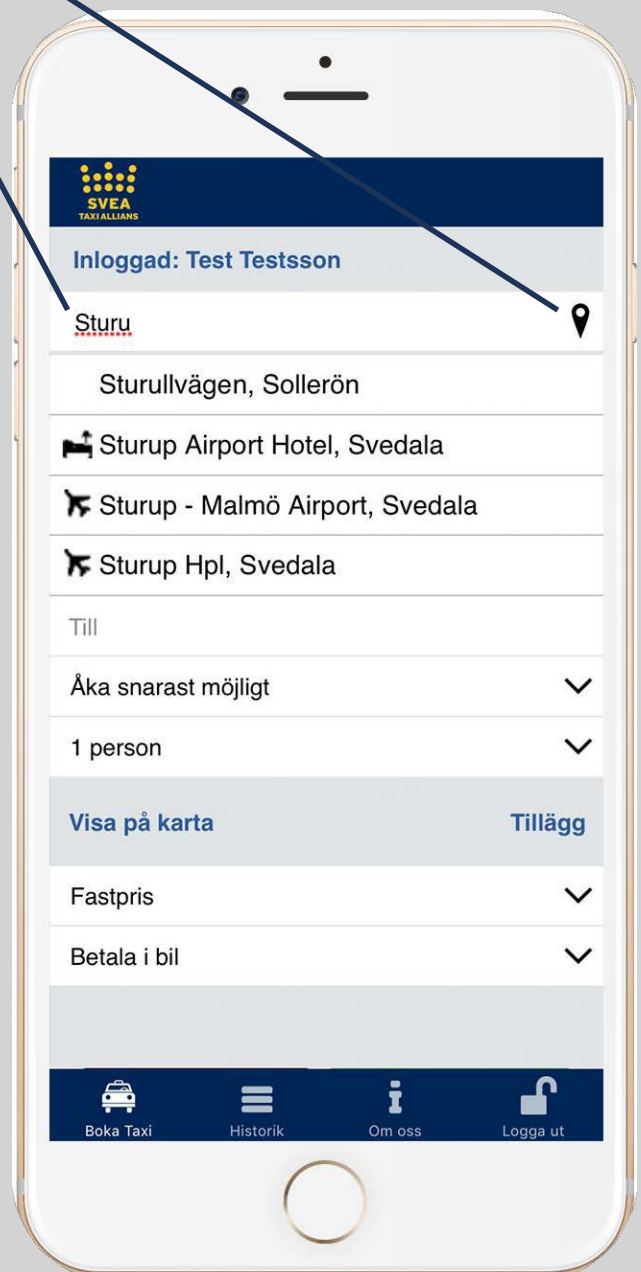 SVEA
TAXI ALLIANS
Inloggad: Test Testsson
Sturu
Sturullvägen, Sollerön
Sturup Airport Hotel, Svedala
Sturup - Malmö Airport, Svedala
Sturup Hpl, Svedala
Till
Åka snarast möjligt
1 person
Visa på karta Tillägg
Fastpris
Betala i bil
Boka Taxi Historik Om oss Logga ut